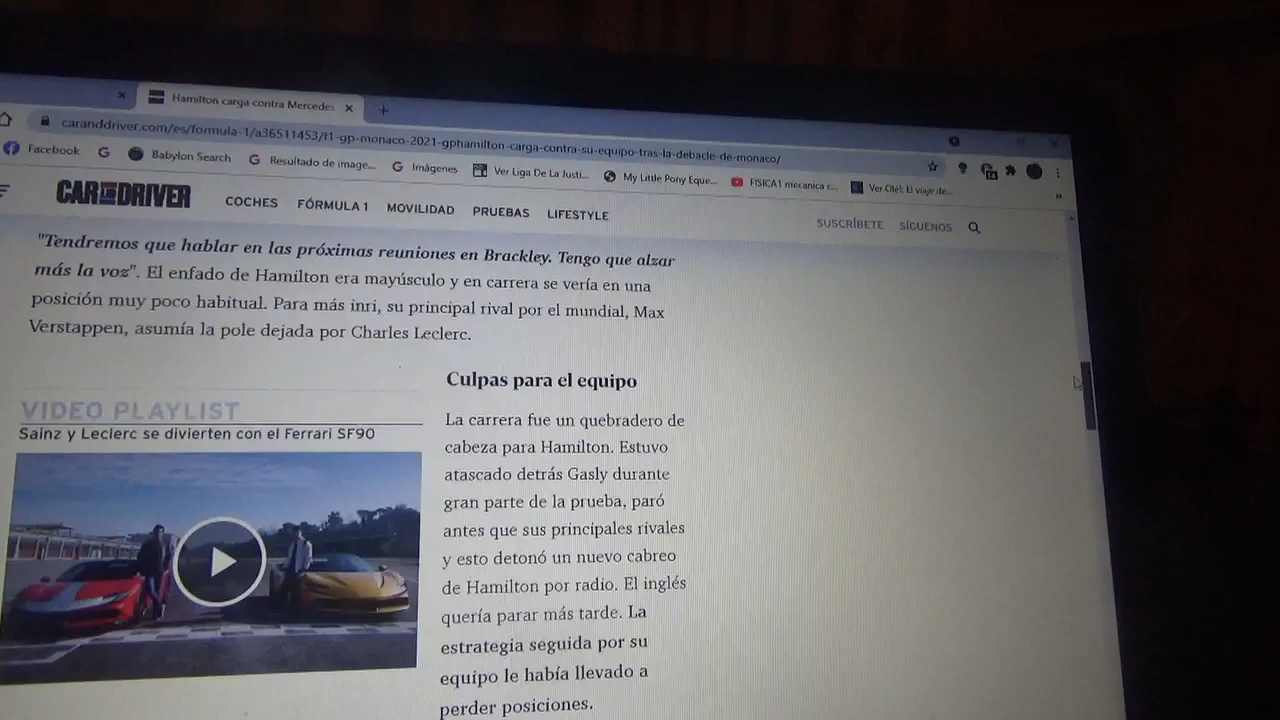 Hamilton carga contra Mercedes
caranddriver.com/es/formula-1/a36511453/f1-gp-monaco-2021-gphamilton-carga-contra-su-equipo-tras-la-debacle-de-monaco/
Facebook
Babylon Search
Resultado de image...
Imágenes
Ver Liga De La Justi...
My Little Pony Eque...
FISICA1 mecanica c...
Ver Olé!: El viaje de...
CAR AND DRIVER
COCHES
FÓRMULA 1
MOVILIDAD
PRUEBAS
LIFESTYLE
SUSCRÍBETE
SÍGUENOS
"Tendremos que hablar en las próximas reuniones en Brackley. Tengo que alzar
más la voz". El enfado de Hamilton era mayúsculo y en carrera se vería en una
posición muy poco habitual. Para más inri, su principal rival por el mundial, Max
Verstappen, asumía la pole dejada por Charles Leclerc.
VIDEO PLAYLIST
Sainz y Leclerc se divierten con el Ferrari SF90
Culpas para el equipo
La carrera fue un quebradero de
cabeza para Hamilton. Estuvo
atascado detrás Gasly durante
gran parte de la prueba, paró
antes que sus principales rivales
y esto detonó un nuevo cabreo
de Hamilton por radio. El inglés
quería parar más tarde. La
estrategia seguida por su
equipo le había llevado a
perder posiciones.